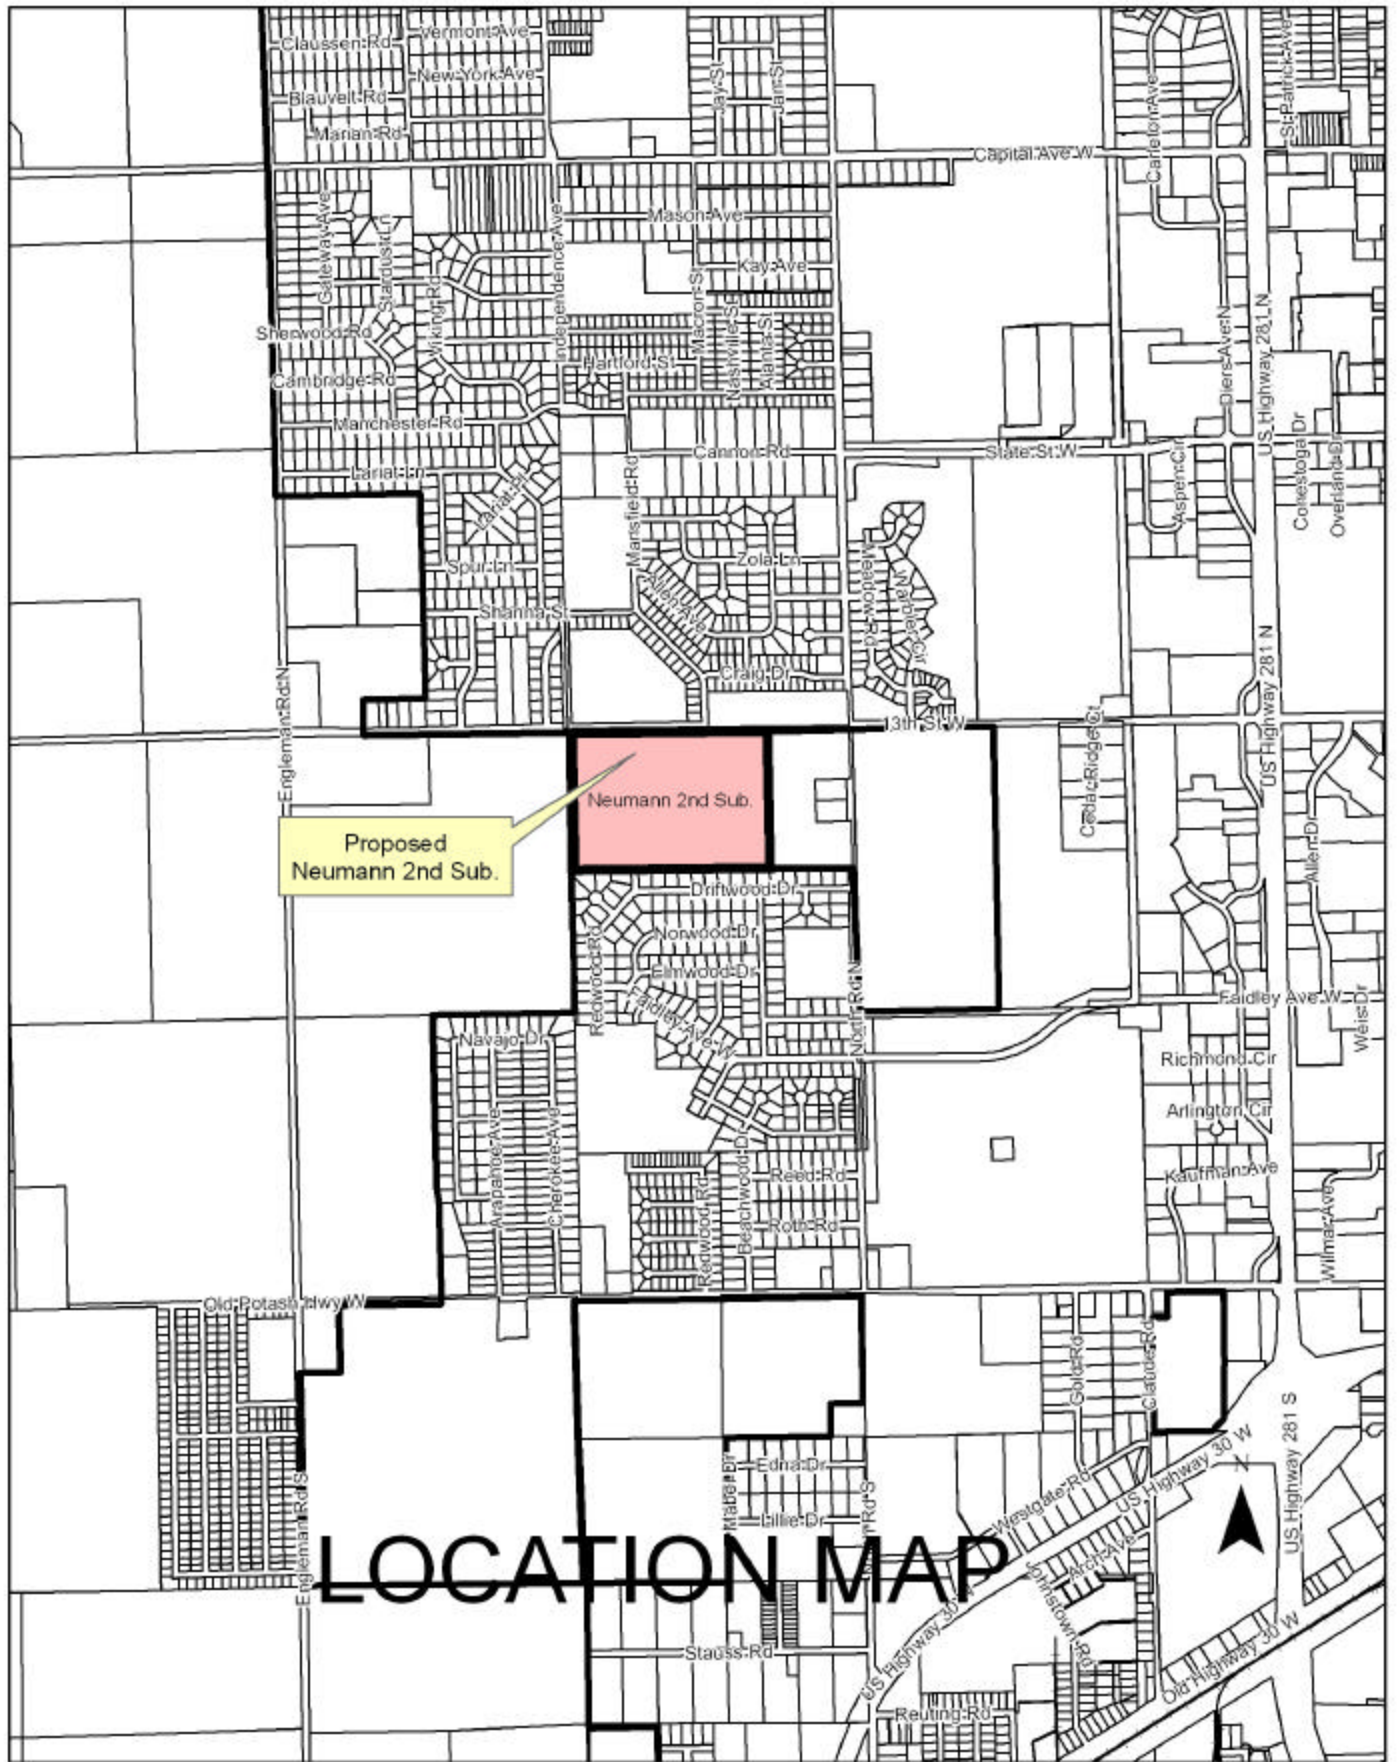 Claussen Rd
Vermont Ave
New York Ave
Blauvelt Rd
Marian Rd
Jay St
Jan St
Carleton Ave
St Patrick Ave
Capital Ave W
Gateway Ave
Stardust Ln
Independence Ave
Mason Ave
Kay Ave
Macron St
Viking Rd
Sherwood Rd
Nashville St
Atlanta St
Diers Ave N
US Highway 281 N
Hartford St
Cambridge Rd
Manchester Rd
Cannon Rd
State St W
Lariat Ln
Lariat Pl
Mansfield Rd
Aspen Cir
Conestoga Dr
Overland Dr
Spur Ln
Zola Ln
Meadow Rd
Warbler Cir
Allen Ave
Shanna St
Craig Dr
Engleman Rd N
13th St W
US Highway 281 N
Cedar Ridge Ct
Neumann 2nd Sub.
Proposed
Neumann 2nd Sub.
Allen Dr
Driftwood Dr
Norwood Dr
Redwood Rd
Elmwood Dr
Faidley Ave W
North Rd N
Faidley Ave W
Weis Dr
Navajo Dr
Richmond Cir
Arlington Cir
Arapahoe Ave
Cherokee Ave
Beachwood Dr
Reed Rd
Kaufman Ave
Redwood Rd
Roth Rd
Wilmar Ave
Old Potash Hwy W
Gold Rd
Claude Rd
US Highway 281 S
Edna Dr
Mabel Dr
Lillie Dr
Westgate Rd
US Highway 30 W
N
Engleman Rd S
Arch Ave
LOCATION MAP
Johnstown Rd
Stauss Rd
US Highway 30 W
Old Highway 30 W
Reuting Rd